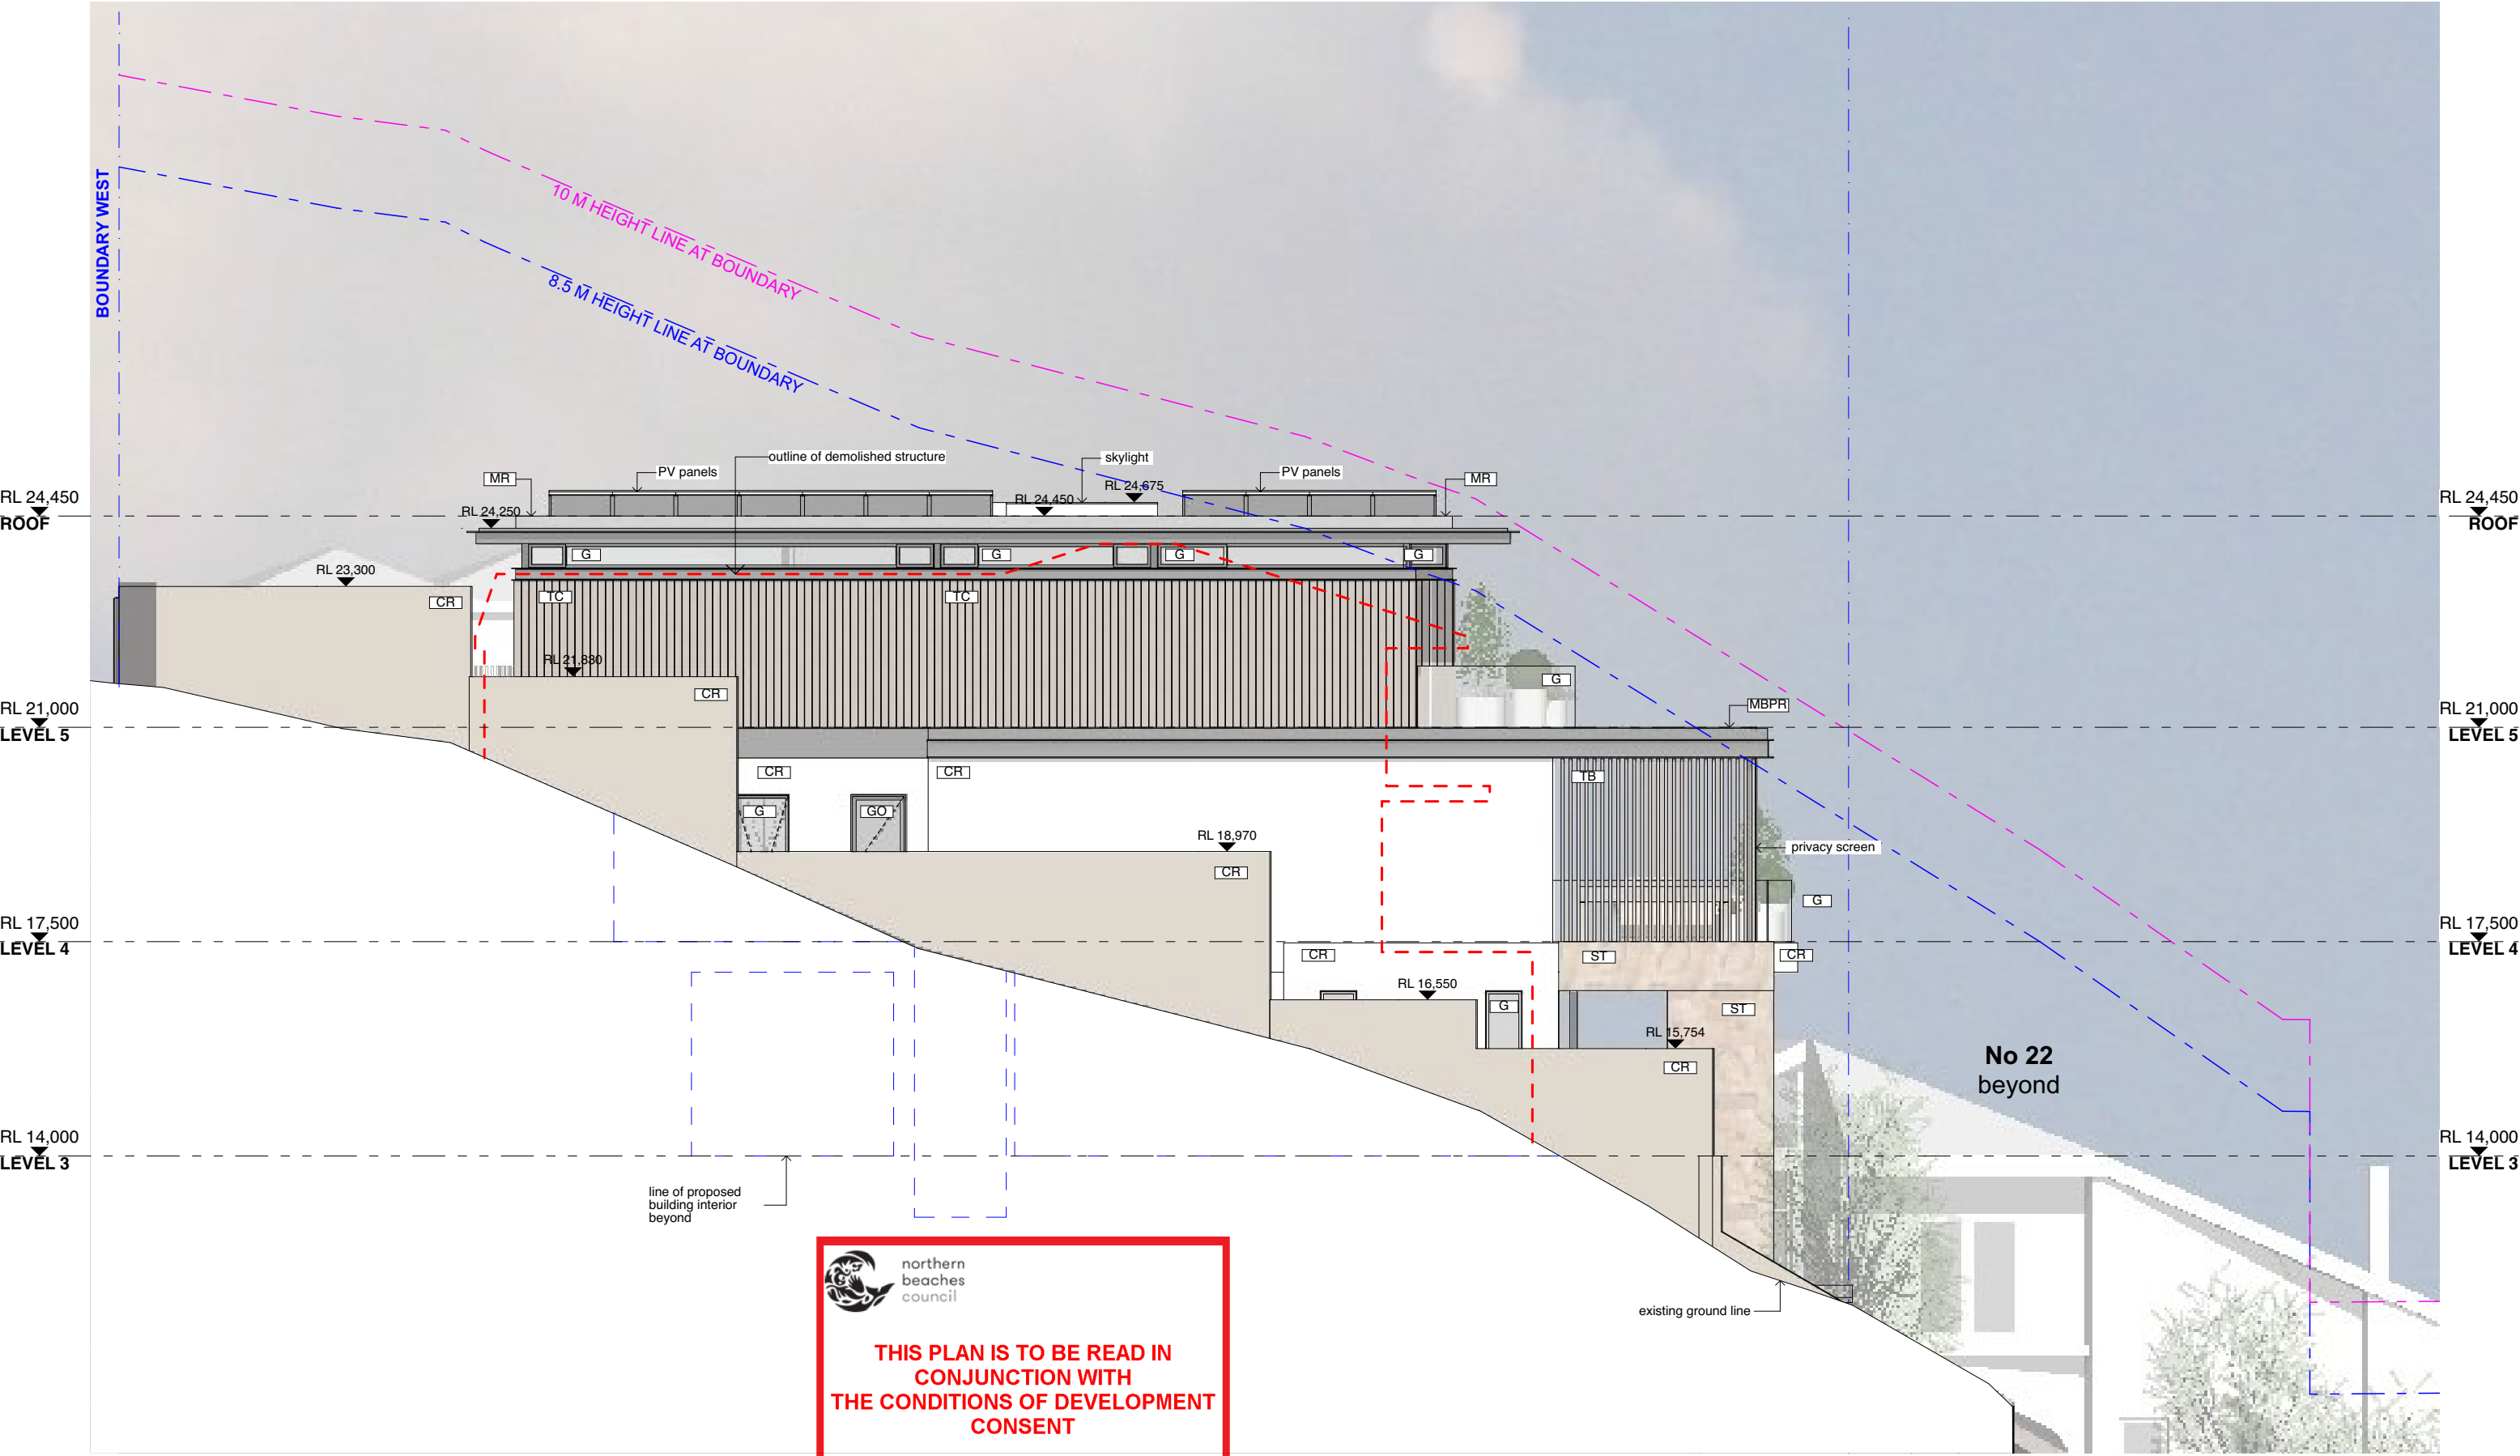 BOUNDARY WEST
10 M HEIGHT LINE AT BOUNDARY
8.5 M HEIGHT LINE AT BOUNDARY
outline of demolished structure
skylight
PV panels
PV panels
MR
MR
RL 24,675
RL 24,450
RL 24,450
ROOF
RL 24,450
ROOF
RL 24,250
G
G
G
G
RL 23,300
CR
TC
TC
RL 21,830
CR
G
RL 21,000
LEVEL 5
MBPR
RL 21,000
LEVEL 5
CR
CR
TB
G
GO
RL 18,970
privacy screen
CR
G
RL 17,500
LEVEL 4
RL 17,500
LEVEL 4
CR
ST
CR
RL 16,550
G
ST
RL 15,754
CR
No 22
beyond
RL 14,000
LEVEL 3
RL 14,000
LEVEL 3
line of proposed
building interior
beyond
existing ground line
northern
beaches
council
THIS PLAN IS TO BE READ IN
CONJUNCTION WITH
THE CONDITIONS OF DEVELOPMENT
CONSENT